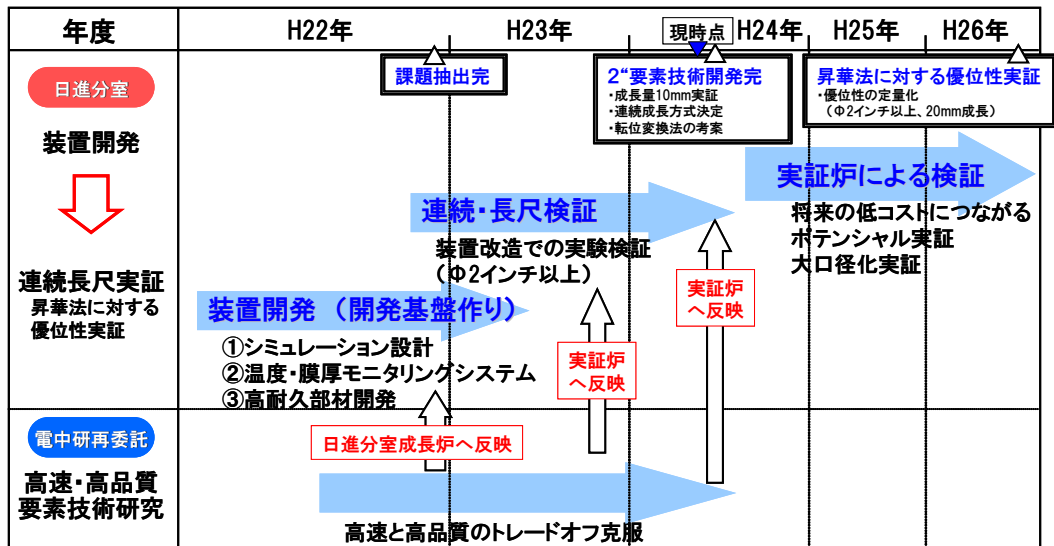 年度
H22年
H23年
現時点
H24年
H25年
H26年
日進分室
装置開発
連続長尺実証
昇華法に対する
優位性実証
課題抽出完
2“要素技術開発完
・成長量10mm実証
・連続成長方式決定
・転位変換法の考案
昇華法に対する優位性実証
・優位性の定量化
(Φ2インチ以上、20mm成長)
実証炉による検証
将来の低コストにつながる
ポテンシャル実証
大口径化実証
連続・長尺検証
装置改造での実験検証
(Φ2インチ以上)
実証炉
へ反映
装置開発 (開発基盤作り)
①シミュレーション設計
②温度・膜厚モニタリングシステム
③高耐久部材開発
実証炉
へ反映
電中研再委託
高速・高品質
要素技術研究
日進分室成長炉へ反映
高速と高品質のトレードオフ克服